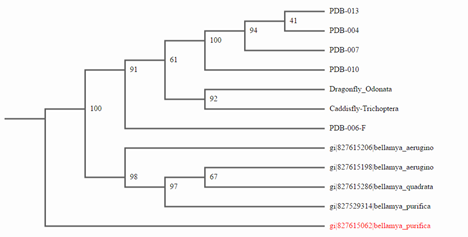 PDB-013
41
PDB-004
94
PDB-007
100
PDB-010
61
91
Dragonfly_Odonata
92
Caddisfly-Trichoptera
100
PDB-006-F
gi|827615206|bellamya_aerugino
98
gi|827615198|bellamya_aerugino
67
97
gi|827615286|bellamya_quadrata
gi|827529314|bellamya_purifica
gi|827615062|bellamya_purifica